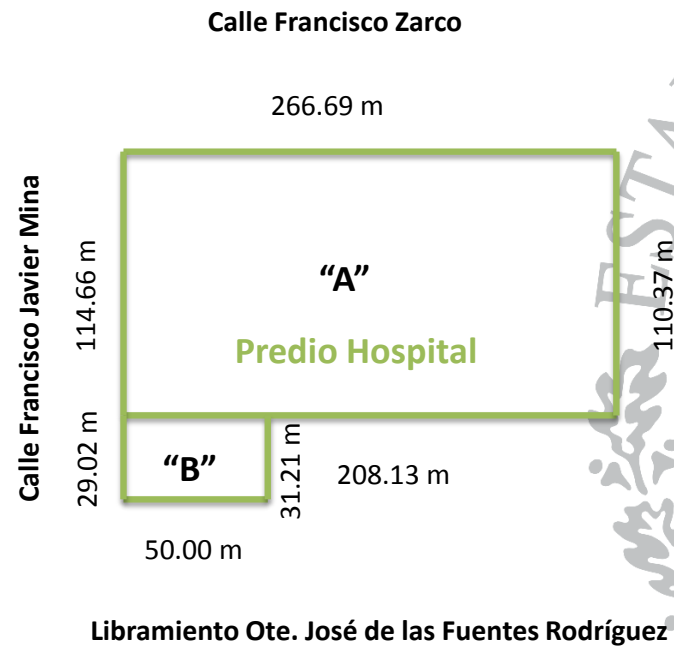 Calle Francisco Zarco
266.69 m
Calle Francisco Javier Mina
114.66 m
“A”
Predio Hospital
110.37 m
29.02 m
“B”
31.21 m
208.13 m
50.00 m
Libramiento Ote. José de las Fuentes Rodríguez
ESTA